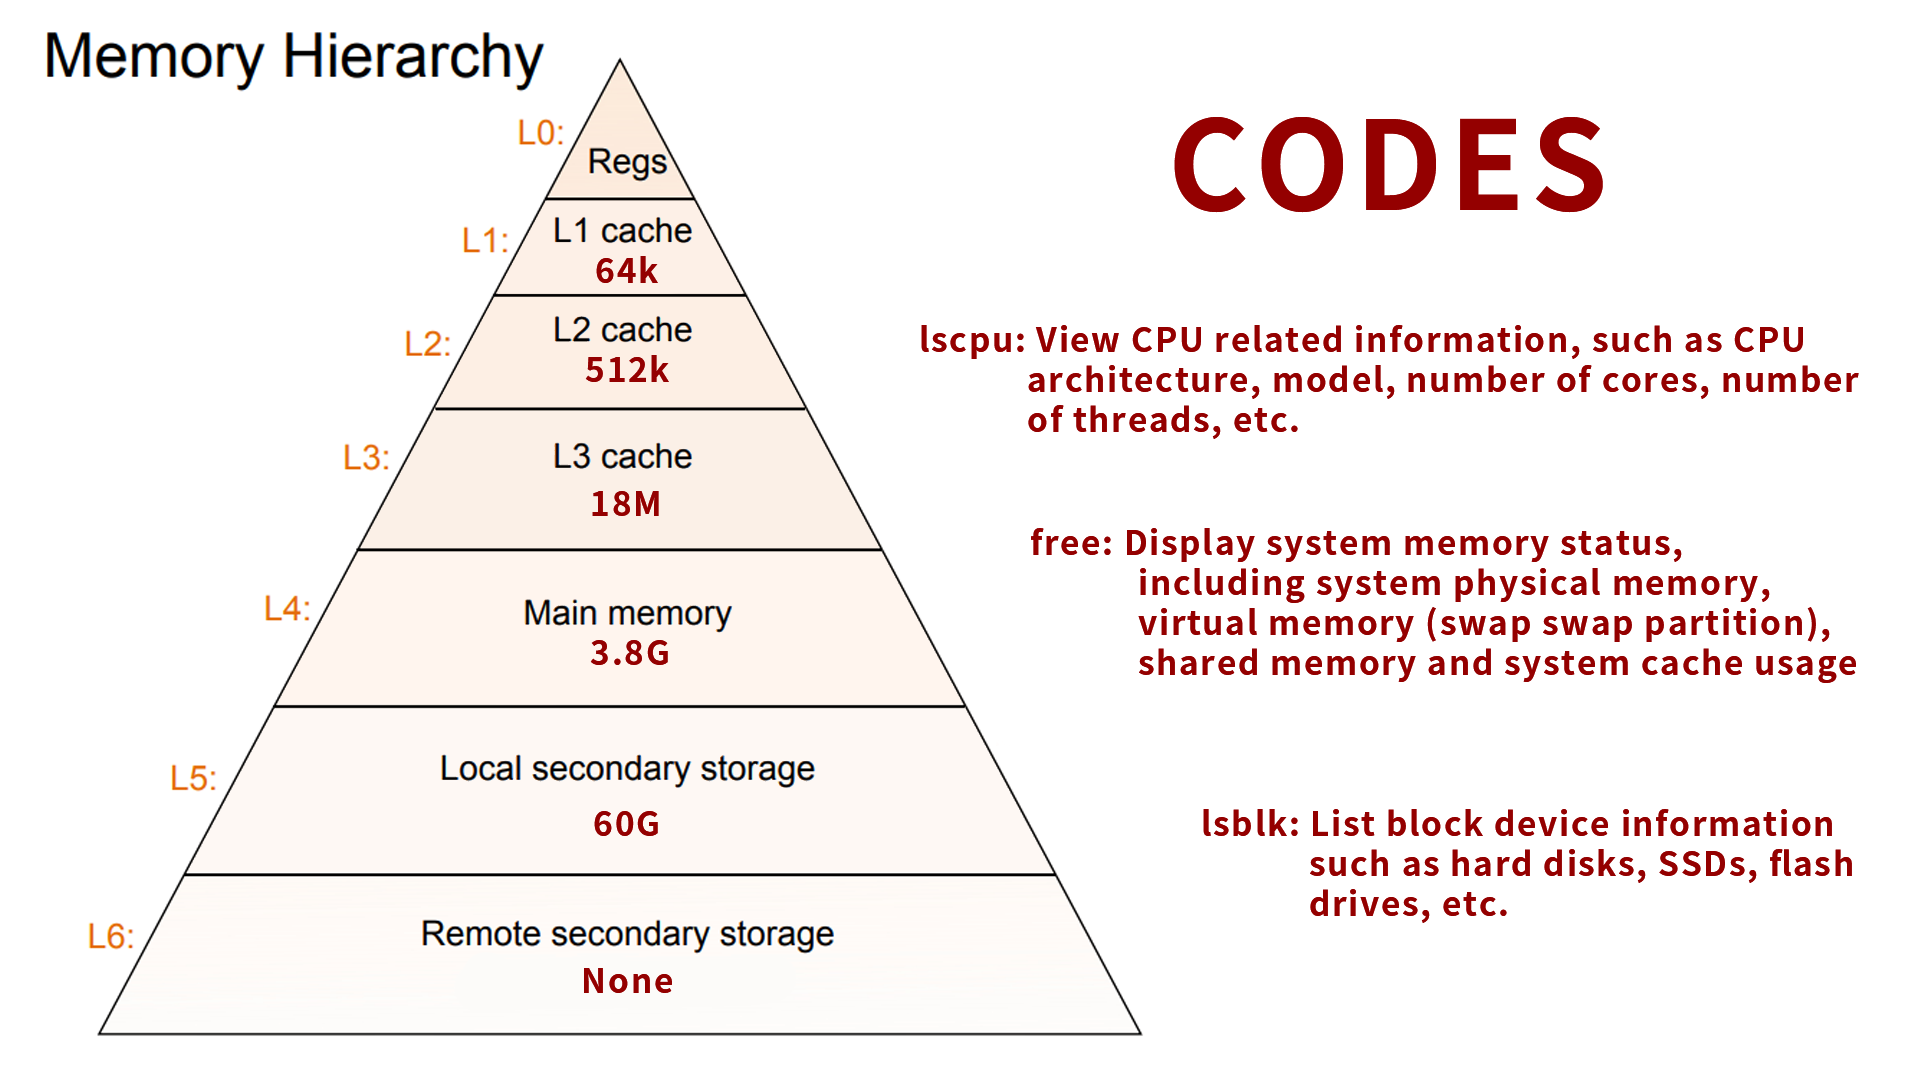 Memory Hierarchy
L0:
Regs
L1:
L1 cache
64k
L2:
L2 cache
512k
L3:
L3 cache
18M
L4:
Main memory
3.8G
L5:
Local secondary storage
60G
L6:
Remote secondary storage
None
CODES
lscpu: View CPU related information, such as CPU
architecture, model, number of cores, number
of threads, etc.
free: Display system memory status,
including system physical memory,
virtual memory (swap swap partition),
shared memory and system cache usage
lsblk: List block device information
such as hard disks, SSDs, flash
drives, etc.